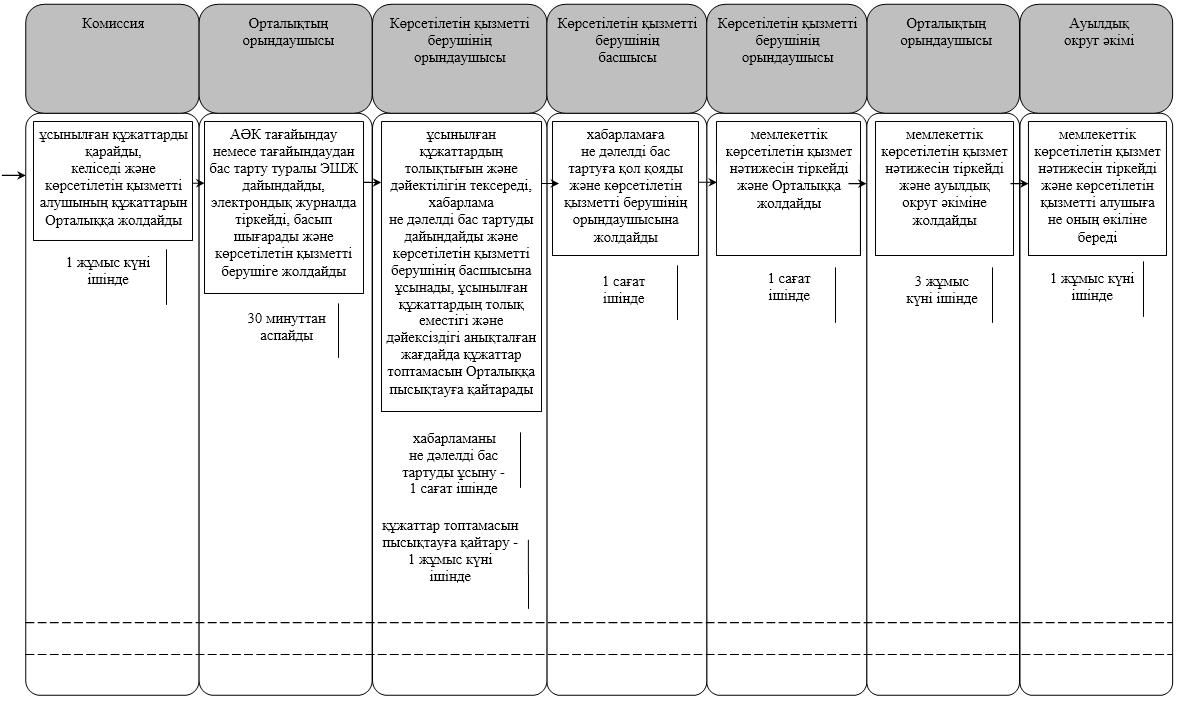 Комиссия
Орталықтың
орындаушысы
Көрсетілетін қызметті
берушінің
орындаушысы
Көрсетілетін қызметті
берушінің
басшысы
Көрсетілетін қызметті
берушінің
орындаушысы
Орталықтың
орындаушысы
Ауылдық
округ әкімі
ұсынылған құжаттарды
қарайды,
келіседі және
көрсетілетін қызметті
алушының құжаттарын
Орталыққа жолдайды
1 жұмыс күні
ішінде
АӘК тағайындау
немесе тағайындаудан
бас тарту туралы ЭШЖ
дайындайды,
электрондық журналда
тіркейді, басып
шығарады және
көрсетілетін қызметті
берушіге жолдайды
30 минуттан
аспайды
ұсынылған
құжаттардың
толықтығын және
дәйектілігін тексереді,
хабарлама
не дәлелді бас тартуды
дайындайды және
көрсетілетін қызметті
берушінің басшысына
ұсынады, ұсынылған
құжаттардың толық
еместігі және
дәйексіздігі анықталған
жағдайда құжаттар
топтамасын Орталыққа
пысықтауға қайтарады
хабарламаны
не дәлелді бас
тартуды ұсыну -
1 сағат ішінде
құжаттар топтамасын
пысықтауға қайтару -
1 жұмыс күні
ішінде
хабарламаға
не дәлелді бас
тартуға қол қояды
және көрсетілетін
қызметті берушінің
орындаушысына
жолдайды
1 сағат
ішінде
мемлекеттік
көрсетілетін қызмет
нәтижесін тіркейді
және Орталыққа
жолдайды
1 сағат
ішінде
мемлекеттік
көрсетілетін қызмет
нәтижесін тіркейді
және ауылдық
округ әкіміне
жолдайды
3 жұмыс
күні ішінде
мемлекеттік
көрсетілетін қызмет
нәтижесін тіркейді
және көрсетілетін
қызметті алушыға
не оның өкіліне
береді
1 жұмыс күні
ішінде